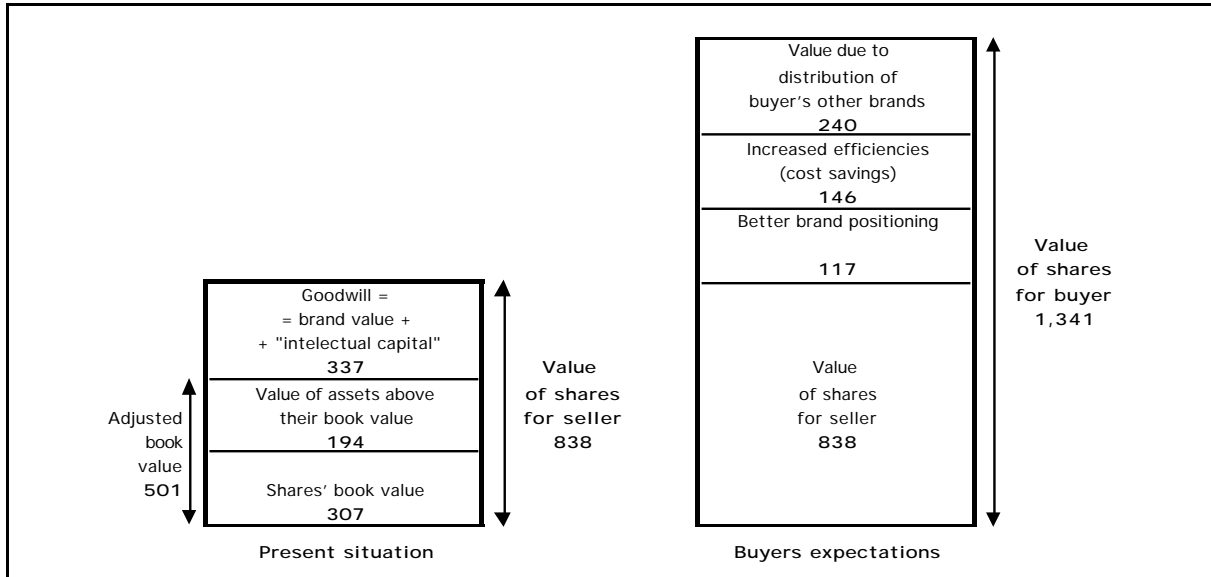 Goodwill =
= brand value +
+ "intelectual capital"
337
Value of assets above
their book value
194
Shares' book value
307
Adjusted
book
value
501
Value
of shares
for seller
838
Present situation
Value due to
distribution of
buyer's other brands
240
Increased efficiencies
(cost savings)
146
Better brand positioning
117
Value
of shares
for seller
838
Value
of shares
for buyer
1,341
Buyers expectations